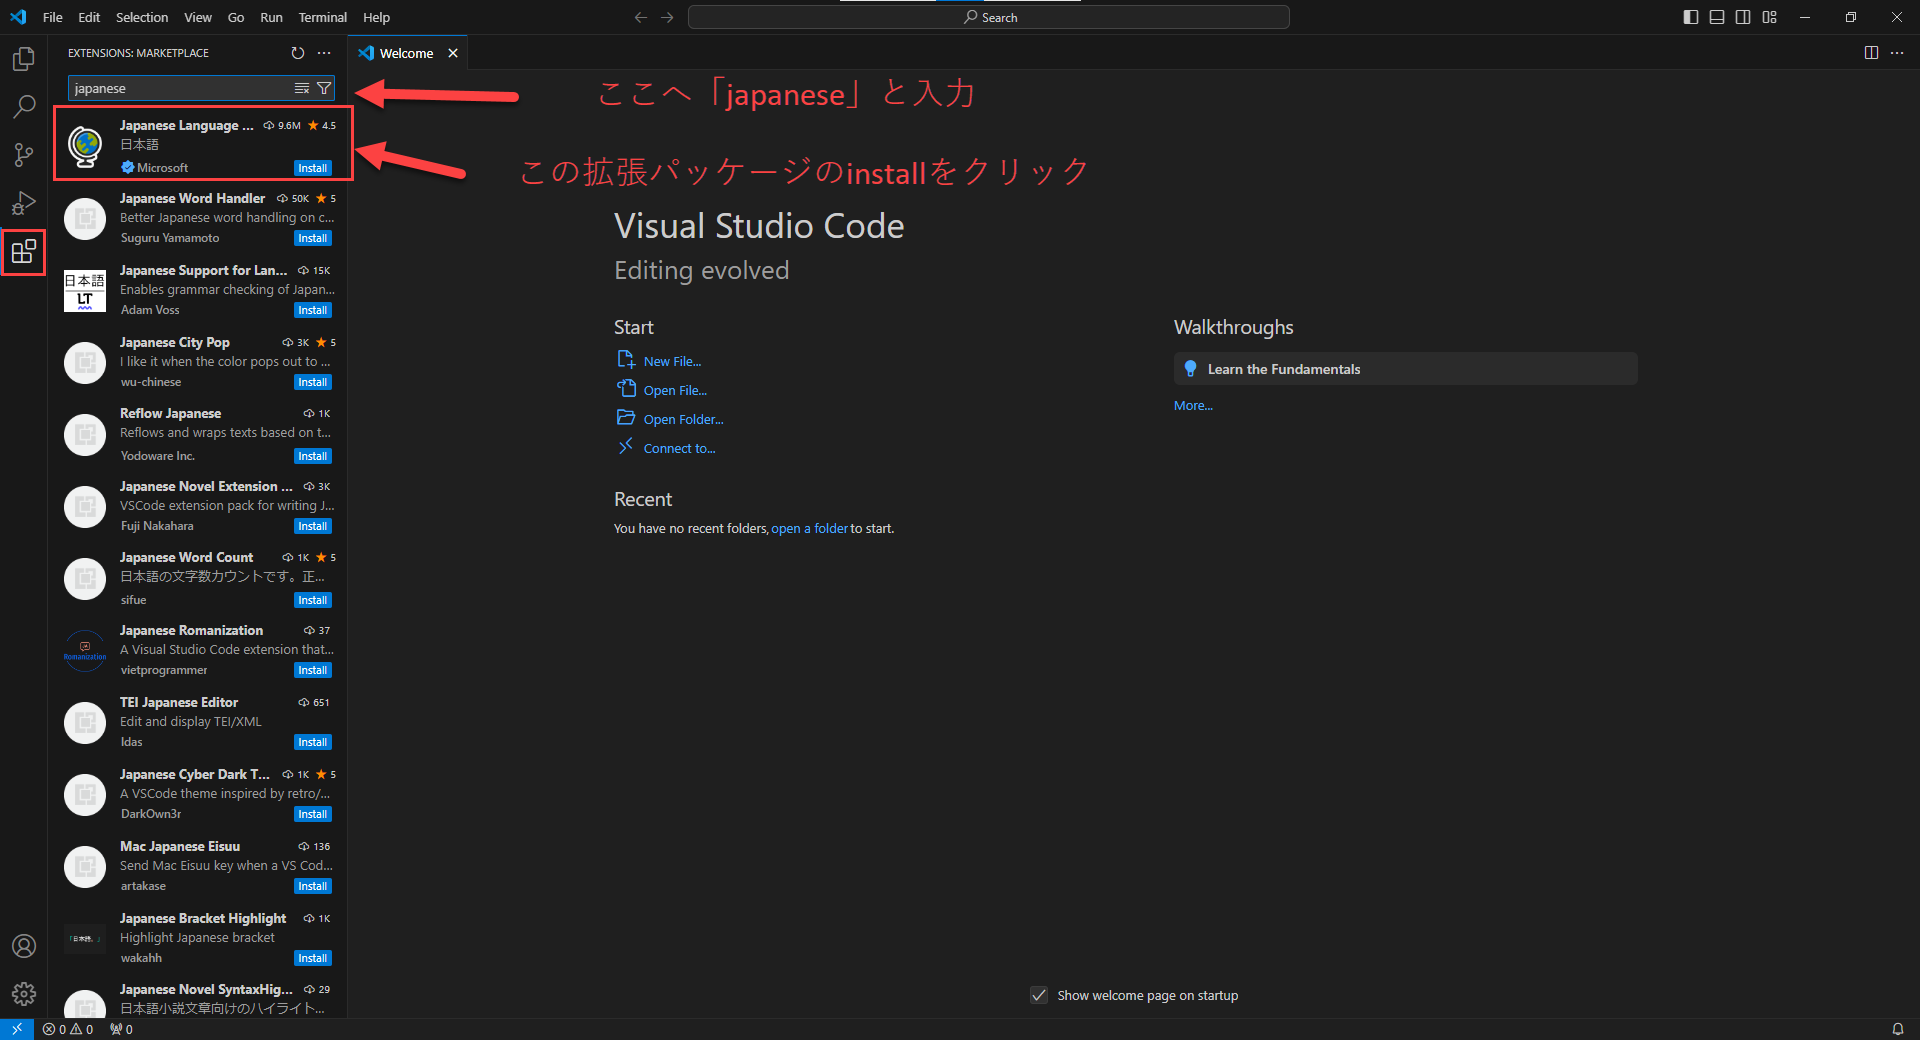 File Edit Selection View Go Run Terminal Help
Search
EXTENSIONS: MARKETPLACE
Welcome
japanese
ここへ「japanese」と入力
Japanese Language ... 9.6M 4.5
日本語
Microsoft Install
この拡張パッケージのinstallをクリック
Japanese Word Handler 50K 5
Better Japanese word handling on c...
Suguru Yamamoto Install
Japanese Support for Lan... 15K
Enables grammar checking of Japan...
Adam Voss Install
日本語
LT
Japanese City Pop 3K 5
I like it when the color pops out to ...
wu-chinese Install
Reflow Japanese 1K
Reflows and wraps texts based on t...
Yodoware Inc. Install
Japanese Novel Extension ... 3K
VSCode extension pack for writing J...
Fuji Nakahara Install
Japanese Word Count 1K 5
日本語の文字数カウントです。正...
sifue Install
Japanese Romanization 37
A Visual Studio Code extension that...
vietprogrammer Install
Romanization
TEI Japanese Editor 651
Edit and display TEI/XML
ldas Install
Japanese Cyber Dark T... 1K 5
A VSCode theme inspired by retro/...
DarkOwn3r Install
Mac Japanese Eisuu 136
Send Mac Eisuu key when a VS Cod...
artakase Install
Japanese Bracket Highlight 1K
Highlight Japanese bracket
wakahh Install
「日本語。」
Japanese Novel SyntaxHig... 29
日本語小説文章向けのハイライト...
Visual Studio Code
Editing evolved
Start
New File...
Open File...
Open Folder...
Connect to...
Recent
You have no recent folders, open a folder to start.
Walkthroughs
Learn the Fundamentals
More...
Show welcome page on startup
0 0 0